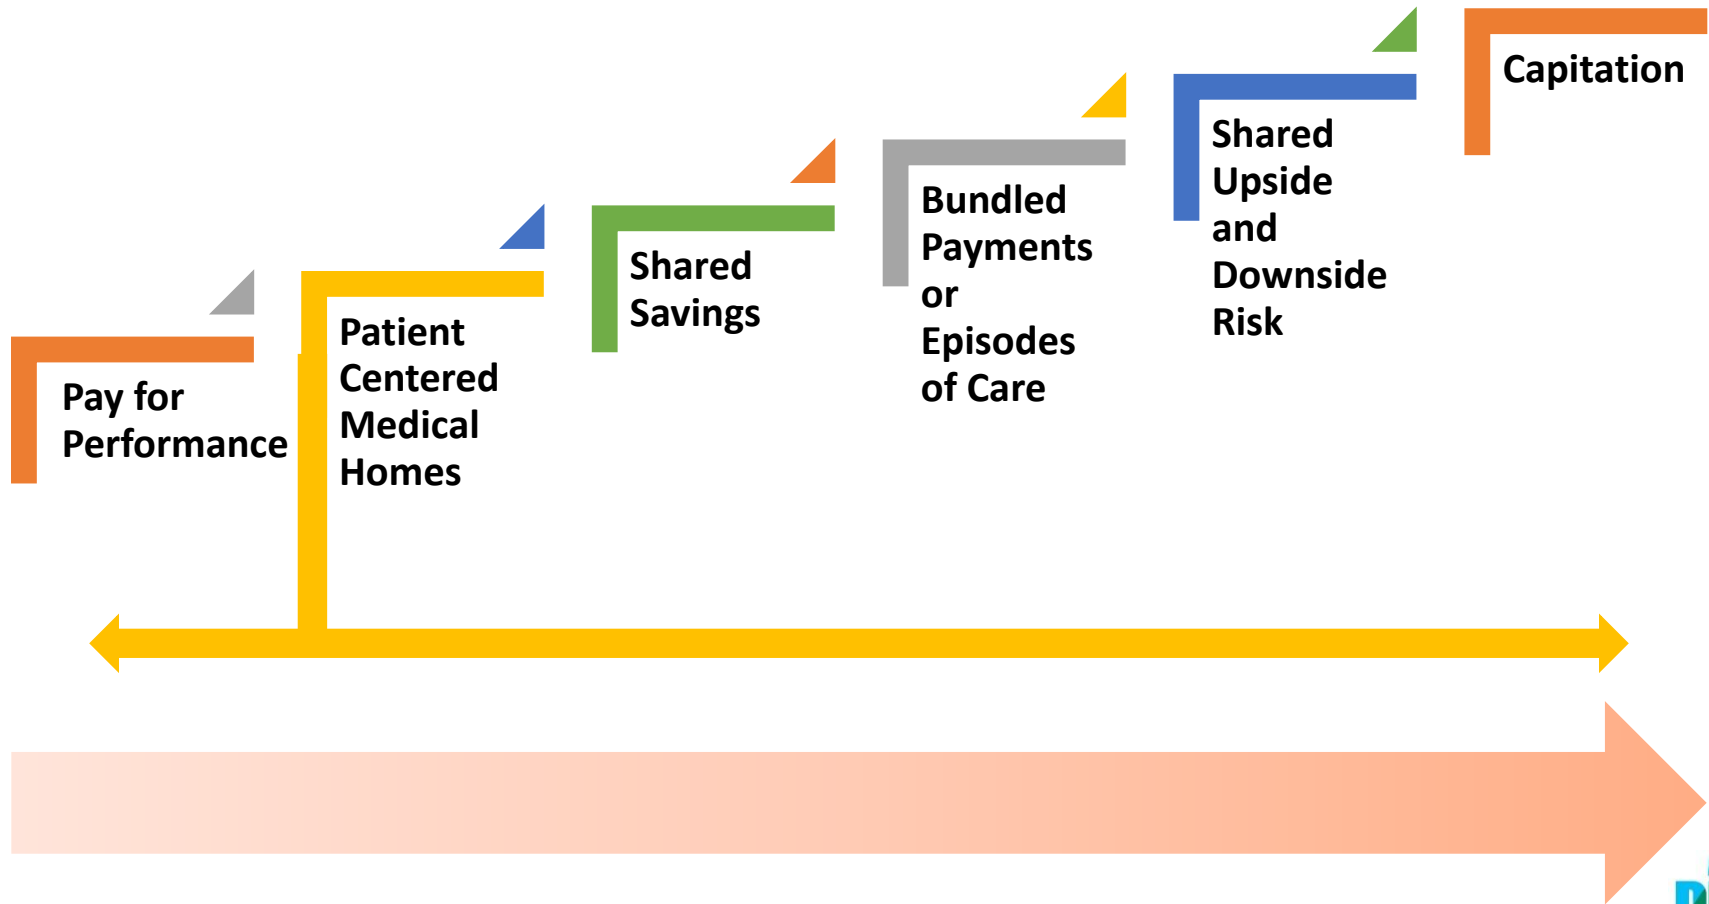 Pay for
Performance
Patient
Centered
Medical
Homes
Shared
Savings
Bundled
Payments
or
Episodes
of Care
Shared
Upside
and
Downside
Risk
Capitation